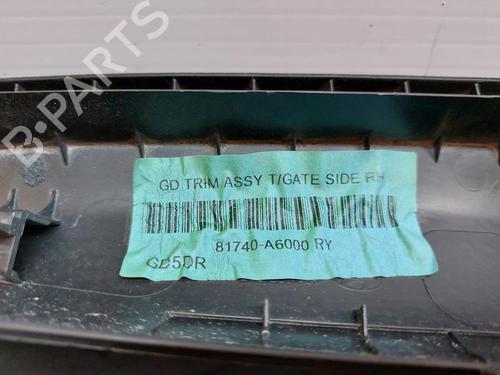 B-PARTS
GD TRIM ASSY T/GATE SIDE RH
81740-A6000 RY
GD5DR